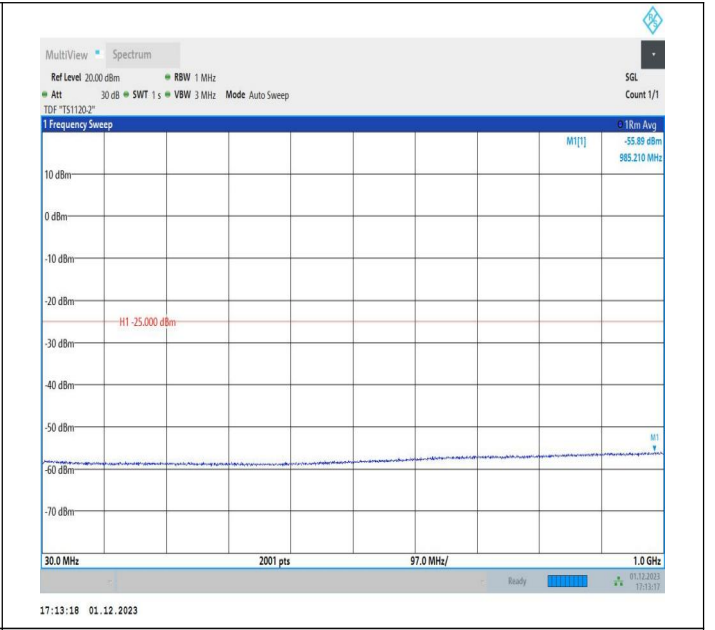 R&S
MultiView Spectrum
Ref Level 20.00 dBm RBW 1 MHz SGL
Att 30 dB SWT 1 s VBW 3 MHz Mode Auto Sweep Count 1/1
TDF "TS1120-2"
1 Frequency Sweep 1Rm Avg
M1[1] -55.89 dBm
985.210 MHz
10 dBm
0 dBm
-10 dBm
-20 dBm
H1 -25.000 dBm
-30 dBm
-40 dBm
-50 dBm
M1
-60 dBm
-70 dBm
30.0 MHz 2001 pts 97.0 MHz/ 1.0 GHz
Ready 01.12.2023
17:13:17
17:13:18 01.12.2023